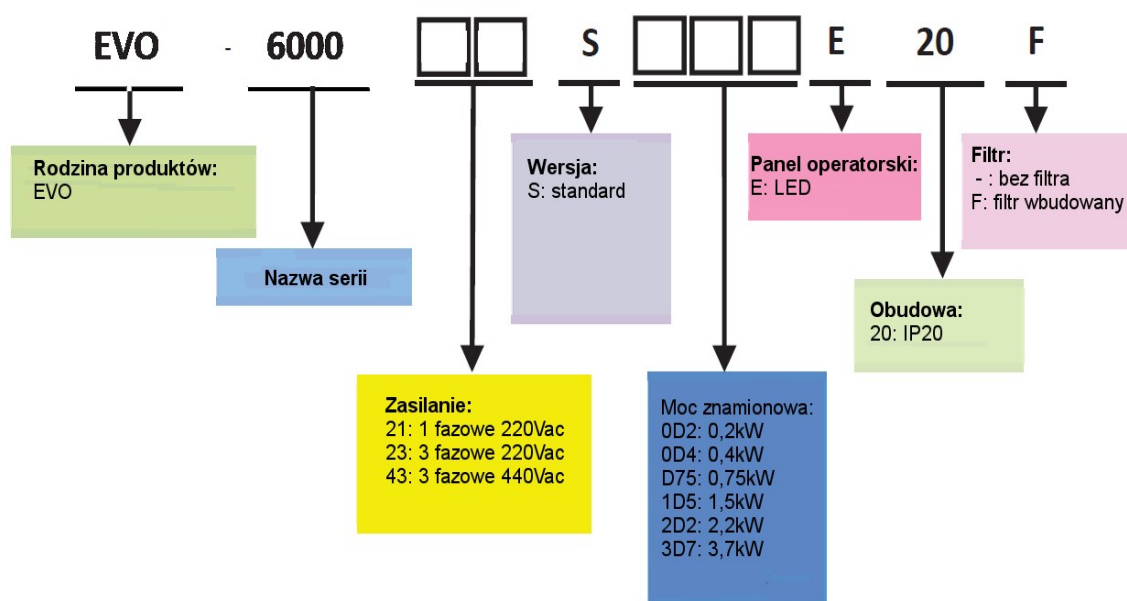 EVO - 6000 □□ S □□□ E 20 F
Rodzina produktów:
EVO
Nazwa serii
Zasilanie:
21: 1 fazowe 220Vac
23: 3 fazowe 220Vac
43: 3 fazowe 440Vac
Wersja:
S: standard
Moc znamionowa:
0D2: 0,2kW
0D4: 0,4kW
D75: 0,75kW
1D5: 1,5kW
2D2: 2,2kW
3D7: 3,7kW
Panel operatorski:
E: LED
Obudowa:
20: IP20
Filtr:
- : bez filtra
F: filtr wbudowany